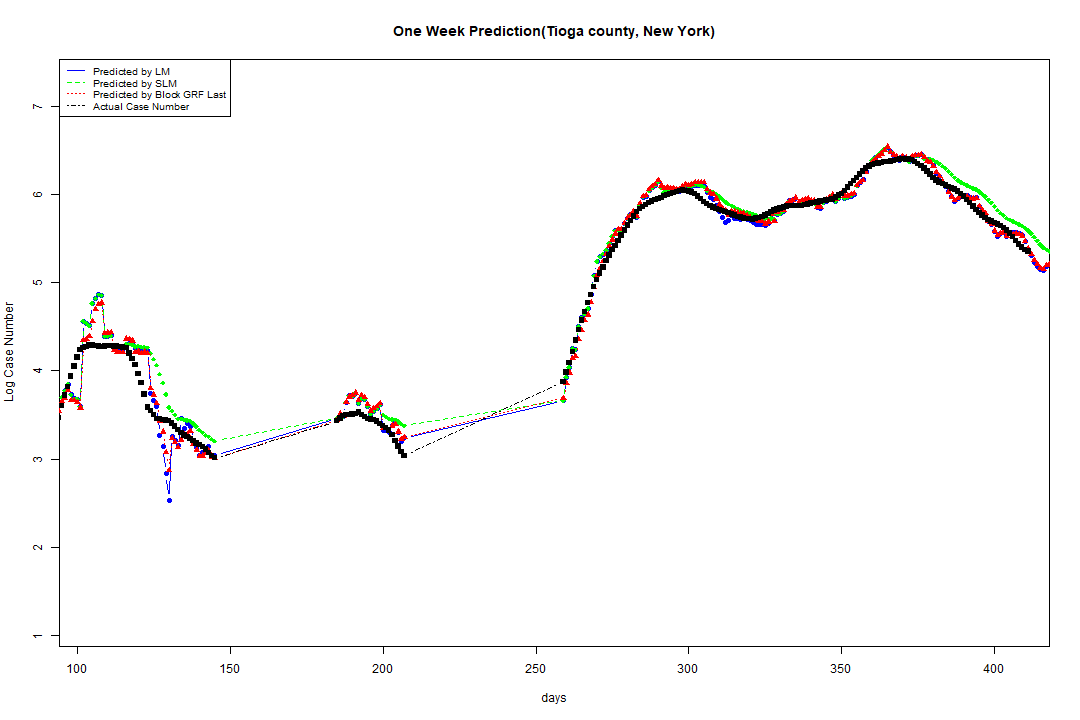 One Week Prediction(Tioga county, New York)
Predicted by LM
Predicted by SLM
Predicted by Block GRF Last
Actual Case Number
7
6
5
4
3
2
1
Log Case Number
100 150 200 250 300 350 400
days